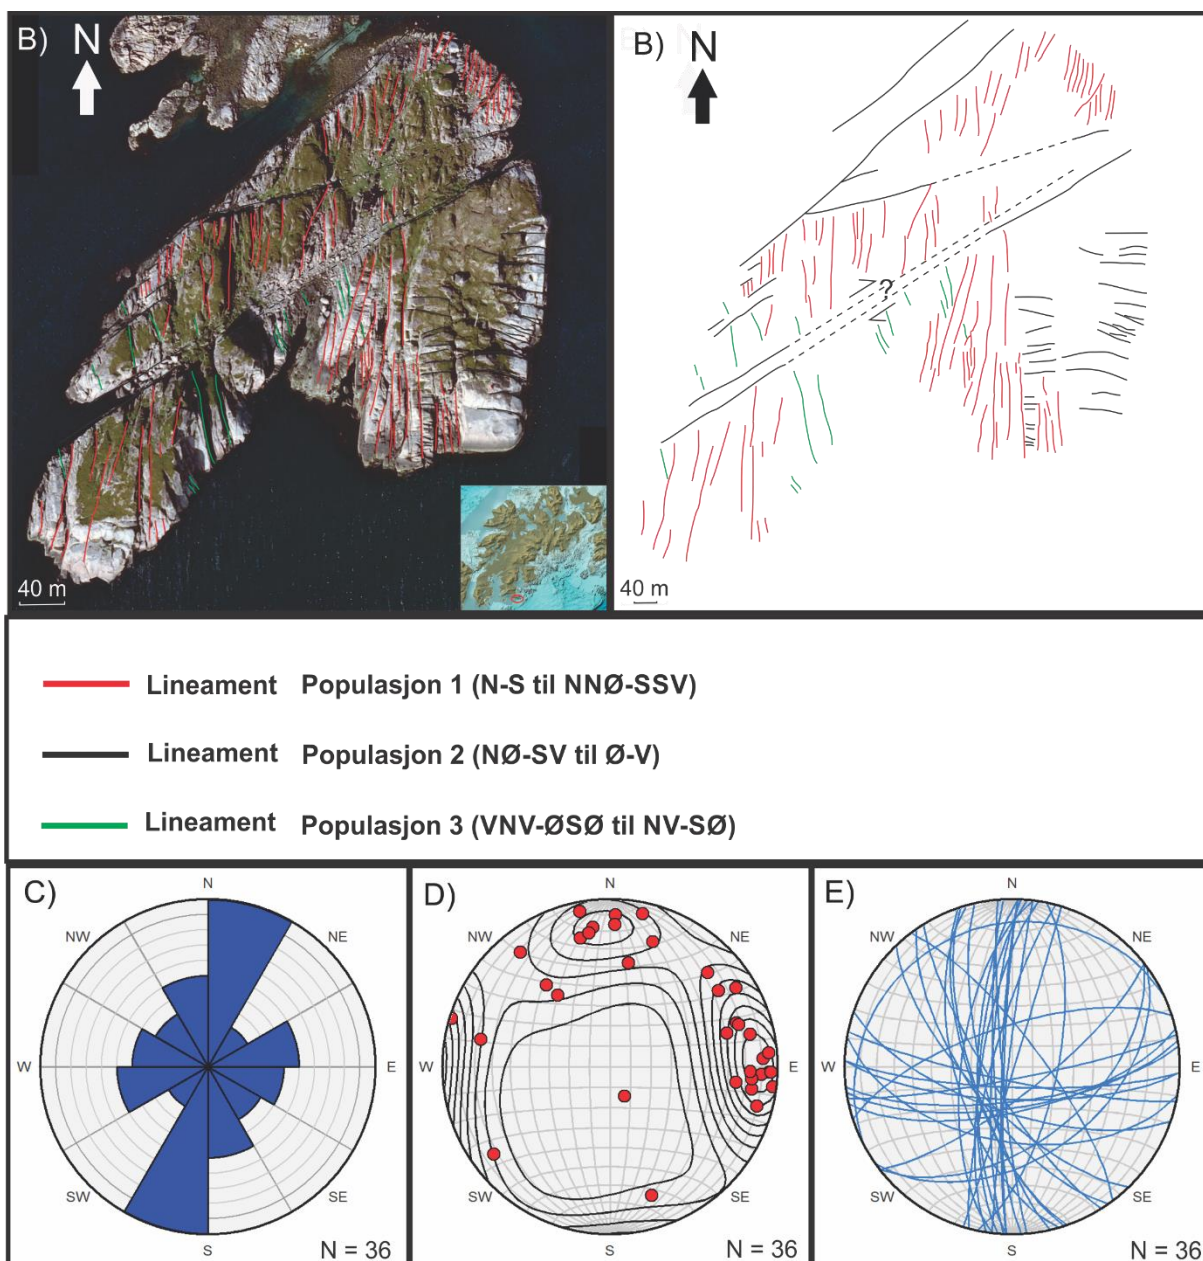 B)
N
40 m
B)
N
?
40 m
Lineament Populasjon 1 (N-S til NNØ-SSV)
Lineament Populasjon 2 (NØ-SV til Ø-V)
Lineament Populasjon 3 (VNV-ØSØ til NV-SØ)
C)
N
NW
NE
W
E
SW
SE
S
N = 36
D)
N
NW
NE
W
E
SW
SE
S
N = 36
E)
N
NW
NE
W
E
SW
SE
S
N = 36